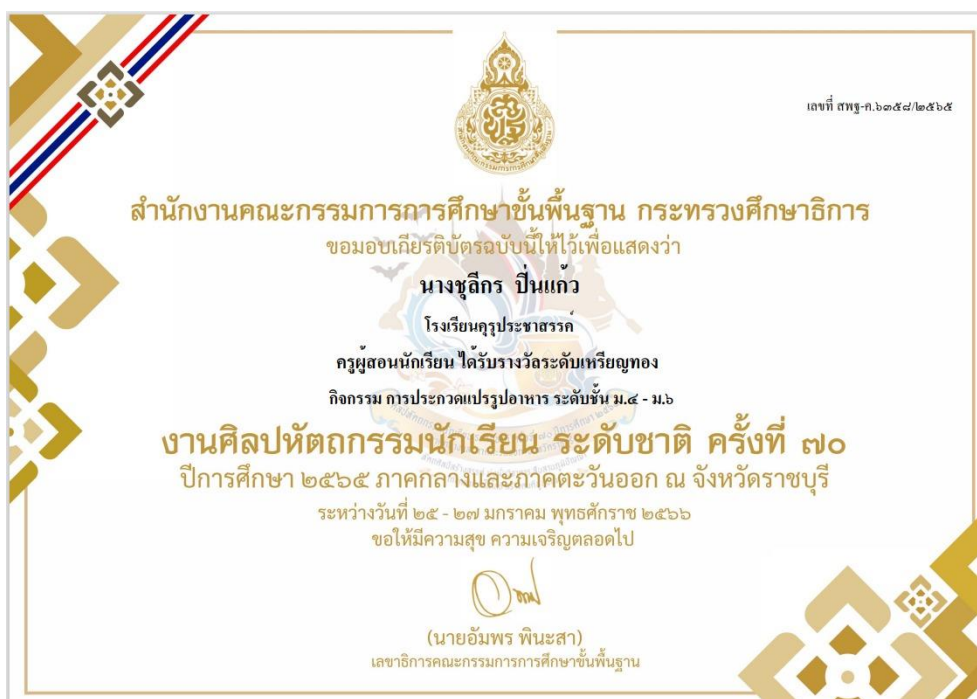 เลขที่ สพฐ-ค.๖๓๕๘/๒๕๖๕
สำนักงานคณะกรรมการการศึกษาขั้นพื้นฐาน กระทรวงศึกษาธิการ
ขอมอบเกียรติบัตรฉบับนี้ให้ไว้เพื่อแสดงว่า
นางชุลีกร ปิ่นแก้ว
โรงเรียนคุรุประชาสรรค์
ครูผู้สอนนักเรียน ได้รับรางวัลระดับเหรียญทอง
กิจกรรม การประกวดแปรรูปอาหาร ระดับชั้น ม.๔ - ม.๖
งานศิลปหัตถกรรมนักเรียน ระดับชาติ ครั้งที่ ๗๐
ปีการศึกษา ๒๕๖๕ ภาคกลางและภาคตะวันออก ณ จังหวัดราชบุรี
ระหว่างวันที่ ๒๕ - ๒๗ มกราคม พุทธศักราช ๒๕๖๖
ขอให้มีความสุข ความเจริญตลอดไป
(นายอัมพร พินะสา)
เลขาธิการคณะกรรมการการศึกษาขั้นพื้นฐาน